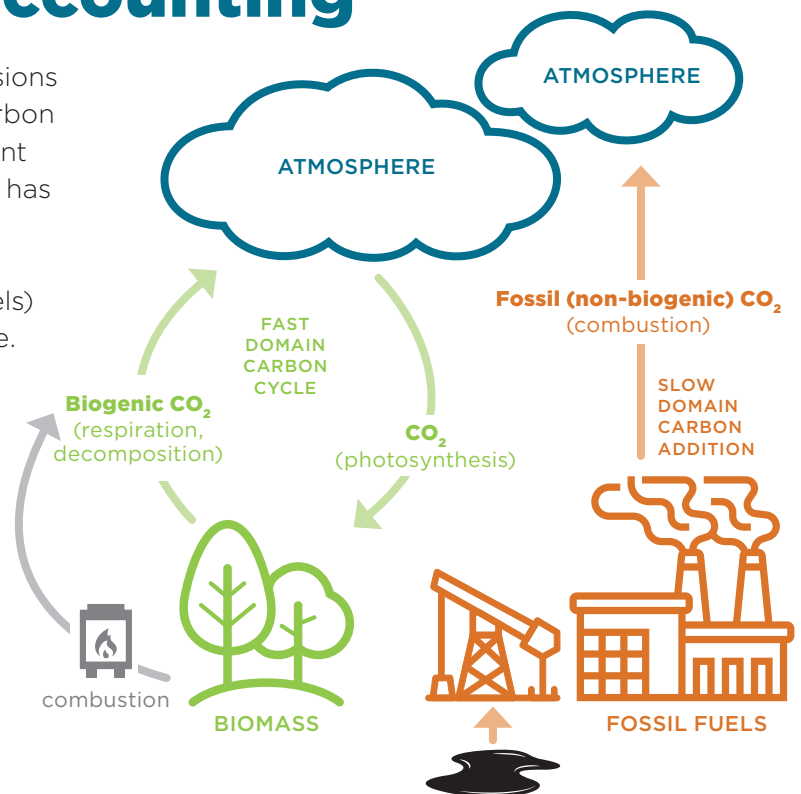 ccounting
sions
rbon
nt
has
els)
e.
ATMOSPHERE
ATMOSPHERE
FAST
DOMAIN
CARBON
CYCLE
Biogenic CO₂
(respiration,
decomposition)
CO₂
(photosynthesis)
combustion
BIOMASS
Fossil (non-biogenic) CO₂
(combustion)
SLOW
DOMAIN
CARBON
ADDITION
FOSSIL FUELS